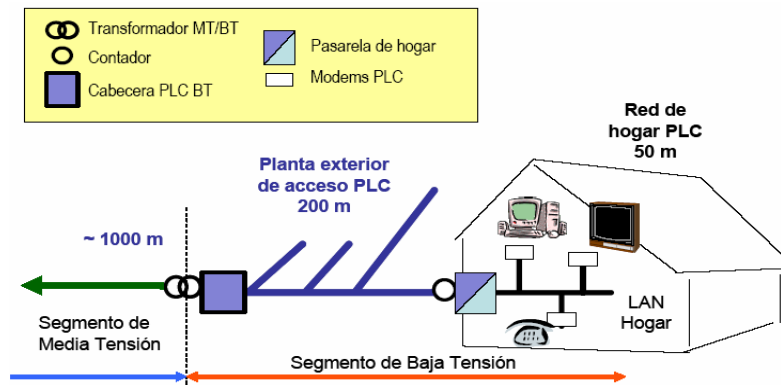 Transformador MT/BT
Contador
Cabecera PLC BT
Pasarela de hogar
Modems PLC
Red de
hogar PLC
50 m
Planta exterior
de acceso PLC
200 m
~ 1000 m
LAN
Hogar
Segmento de
Media Tensión
Segmento de Baja Tensión